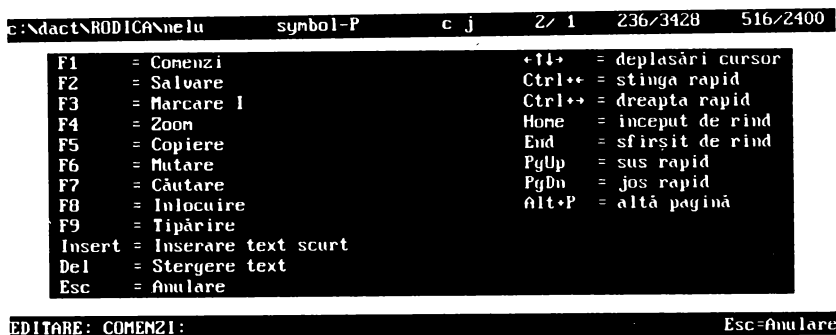 c:\dact\RODICA\nelu symbol-P c j 2/ 1 236/3428 516/2400
F1 = Comenzi ←↑↓→ = deplasări cursor
F2 = Salvare Ctrl+← = stinga rapid
F3 = Marcare I Ctrl+→ = dreapta rapid
F4 = Zoom Home = inceput de rind
F5 = Copiere End = sfirşit de rind
F6 = Mutare PgUp = sus rapid
F7 = Căutare PgDn = jos rapid
F8 = Inlocuire Alt+P = altă pagină
F9 = Tipărire
Insert = Inserare text scurt
Del = Stergere text
Esc = Anulare
EDITARE: COMENZI: Esc=Anulare